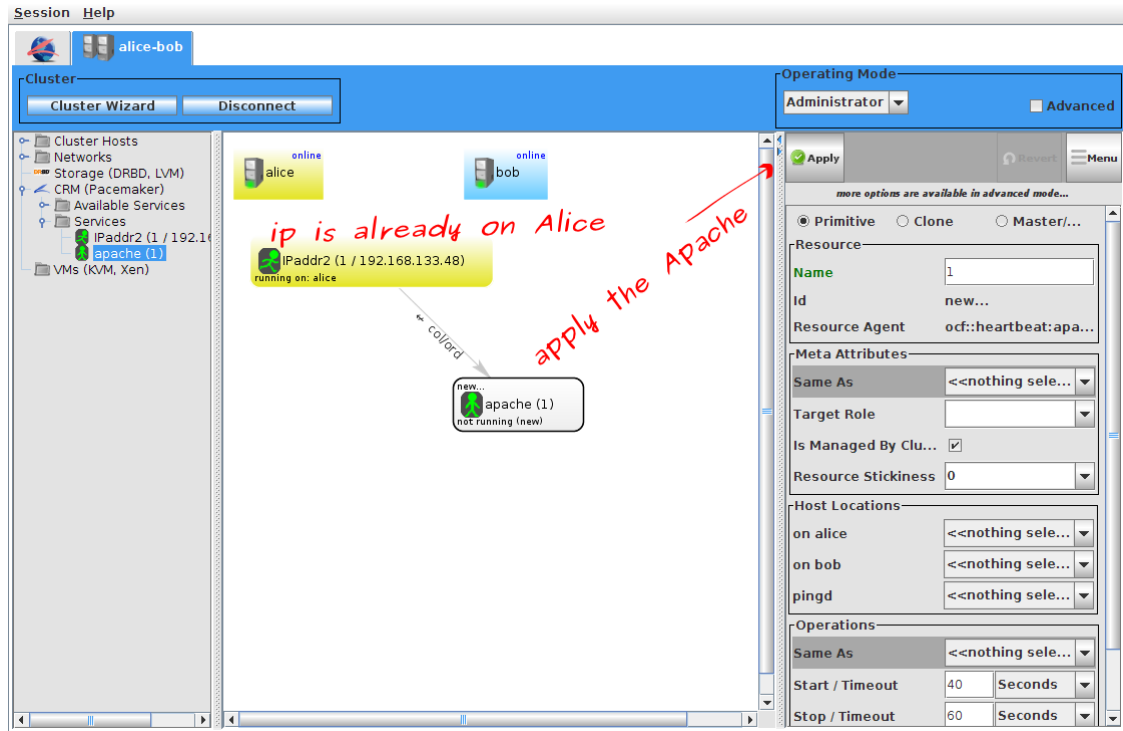 Session Help
alice-bob
Cluster
Cluster Wizard Disconnect
Operating Mode
Administrator Advanced
Cluster Hosts
Networks
DRBD Storage (DRBD, LVM)
CRM (Pacemaker)
Available Services
Services
IPaddr2 (1 / 192.16
apache (1)
VMs (KVM, Xen)
online
alice
online
bob
ip is already on Alice
IPaddr2 (1 / 192.168.133.48)
running on: alice
col/ord
apply the Apache
new...
apache (1)
not running (new)
Apply Revert Menu
more options are available in advanced mode...
Primitive Clone Master/...
Resource
Name 1
Id new...
Resource Agent ocf::heartbeat:apa...
Meta Attributes
Same As <<nothing sele...
Target Role
Is Managed By Clu...
Resource Stickiness 0
Host Locations
on alice <<nothing sele...
on bob <<nothing sele...
pingd <<nothing sele...
Operations
Same As <<nothing sele...
Start / Timeout 40 Seconds
Stop / Timeout 60 Seconds